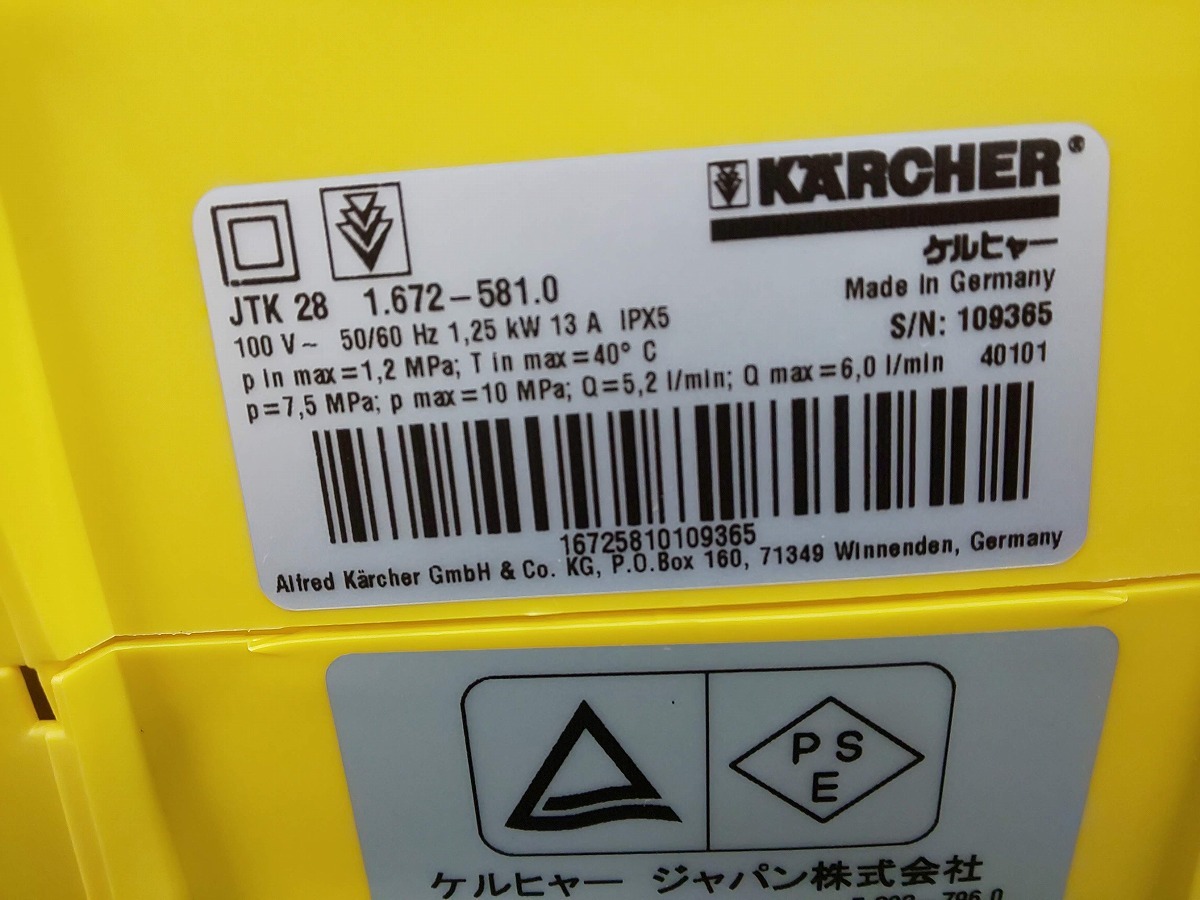 KÄRCHER®
ケルヒャー
Made In Germany
JTK 28 1.672-581.0
S/N: 109365
100 V~ 50/60 Hz 1,25 kW 13 A IPX5
40101
p in max=1,2 MPa; T in max=40° C
p=7,5 MPa; p max=10 MPa; Q=5,2 l/min; Q max=6,0 l/min
16725810109365
Alfred Kärcher GmbH & Co. KG, P.O.Box 160, 71349 Winnenden, Germany
PS
E
ケルヒャー ジャパン株式会社